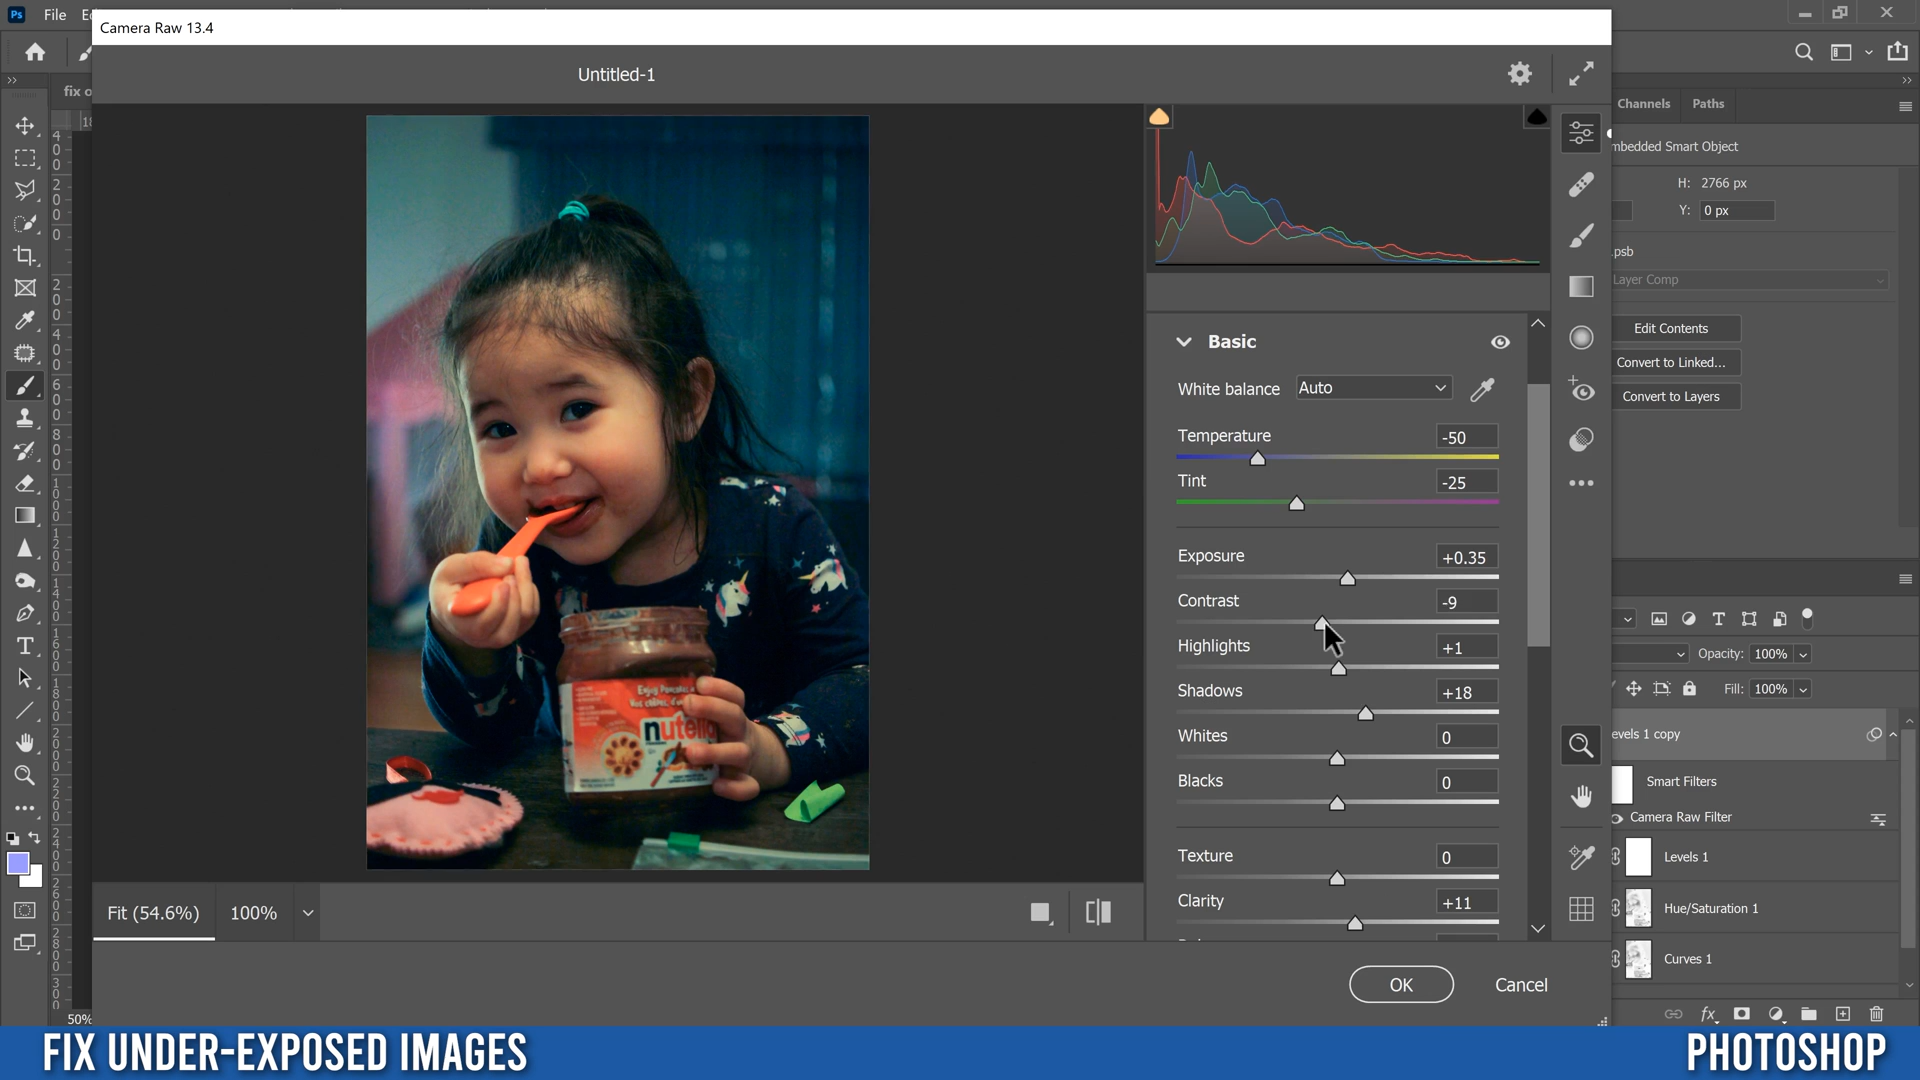 Ps File
Camera Raw 13.4
Untitled-1
fix o
Channels Paths
mbedded Smart Object
H: 2766 px
Y: 0 px
.psb
Layer Comp
Edit Contents
Convert to Linked...
Convert to Layers
Basic
White balance Auto
Temperature -50
Tint -25
Exposure +0.35
Contrast -9
Highlights +1
Shadows +18
Whites 0
Blacks 0
Texture 0
Clarity +11
Enjoy
nutella
Opacity: 100%
Fill: 100%
evels 1 copy
Smart Filters
Camera Raw Filter
Levels 1
Hue/Saturation 1
Curves 1
Fit (54.6%) 100%
OK Cancel
50%
FIX UNDER-EXPOSED IMAGES
PHOTOSHOP